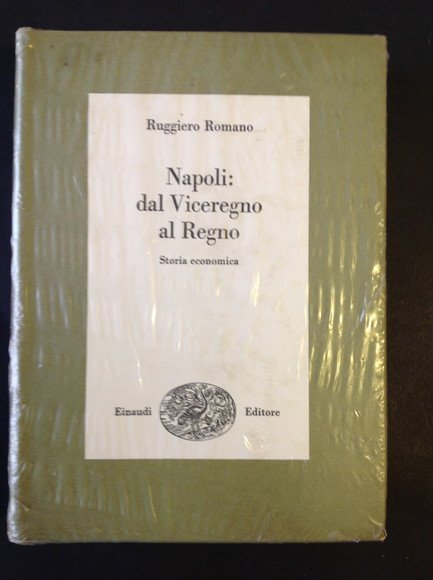 Ruggiero Romano
Napoli:
dal Viceregno
al Regno
Storia economica
Einaudi Editore